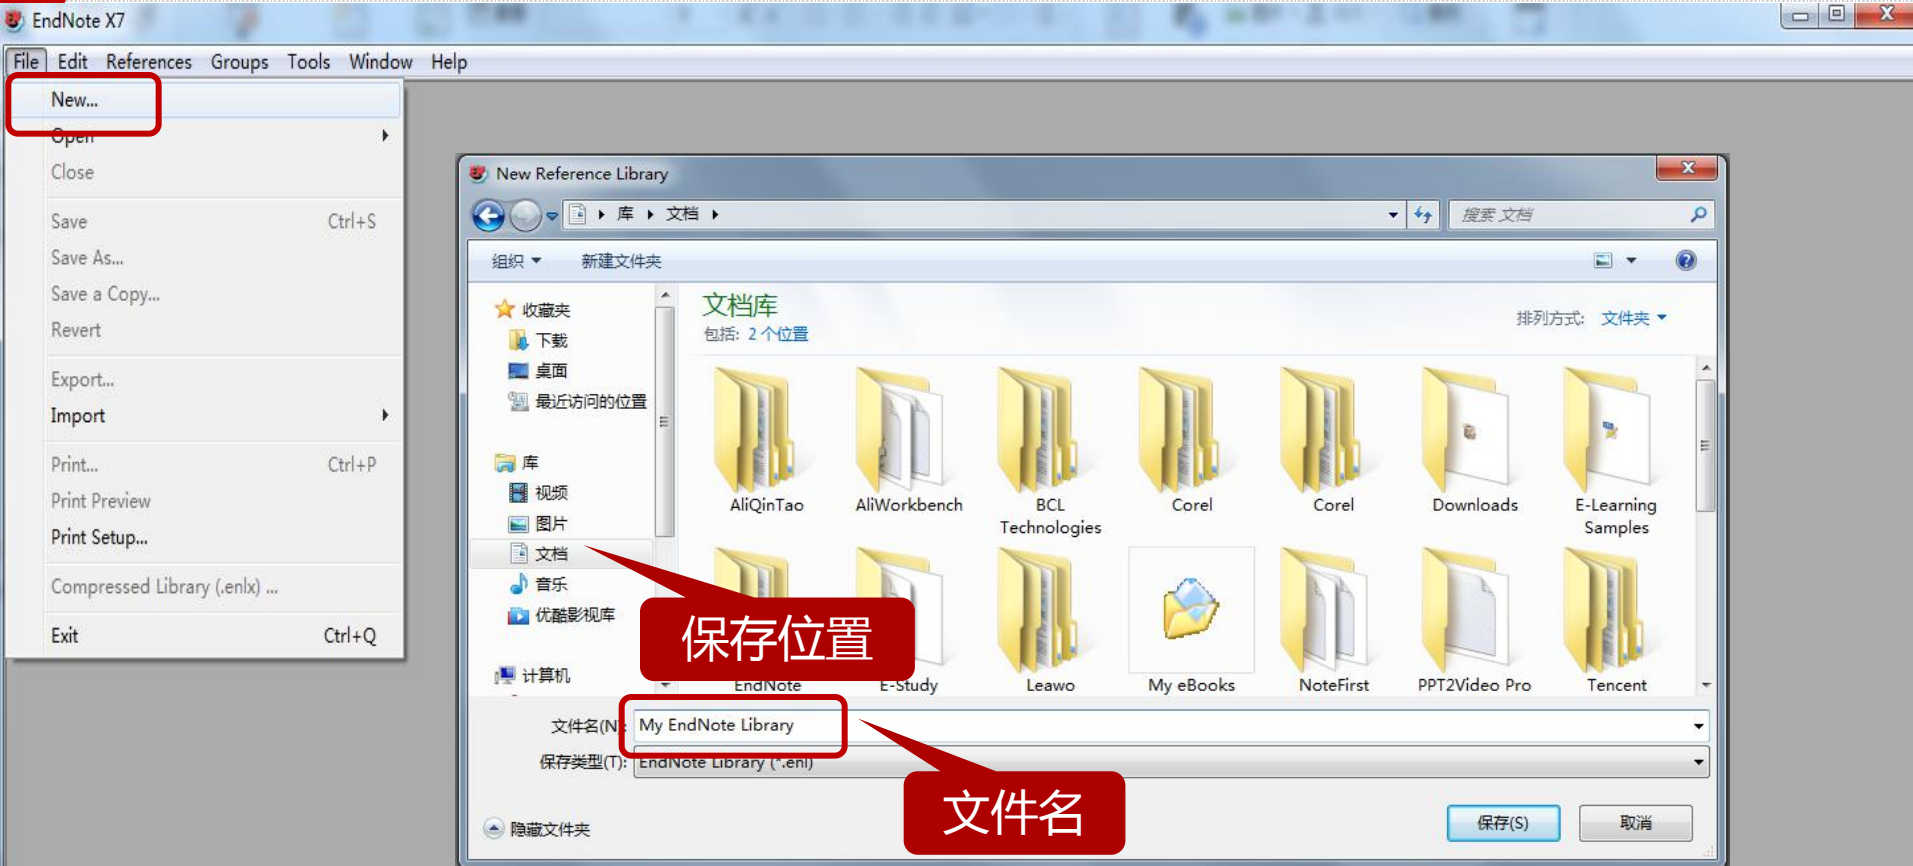 EndNote X7
File Edit References Groups Tools Window Help
New...
Open
Close
Save Ctrl+S
Save As...
Save a Copy...
Revert
Export...
Import
Print... Ctrl+P
Print Preview
Print Setup...
Compressed Library (.enlx) ...
Exit Ctrl+Q
New Reference Library
库 文档
搜索 文档
组织 新建文件夹
收藏夹
下载
桌面
最近访问的位置
库
视频
图片
文档
音乐
优酷影视库
计算机
文档库
包括: 2 个位置
排列方式: 文件夹
AliQinTao
AliWorkbench
BCL
Technologies
Corel
Corel
Downloads
E-Learning
Samples
EndNote
E-Study
Leawo
My eBooks
NoteFirst
PPT2Video Pro
Tencent
保存位置
文件名(N): My EndNote Library
保存类型(T): EndNote Library (*.enl)
文件名
隐藏文件夹
保存(S) 取消